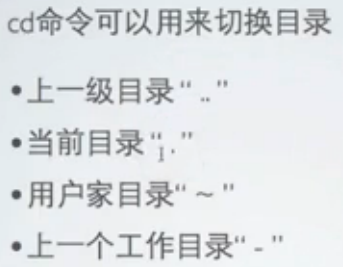 cd命令可以用来切换目录
•上一级目录“ .. ”
•当前目录“ . ”
•用户家目录“ ~ ”
•上一个工作目录“ - ”